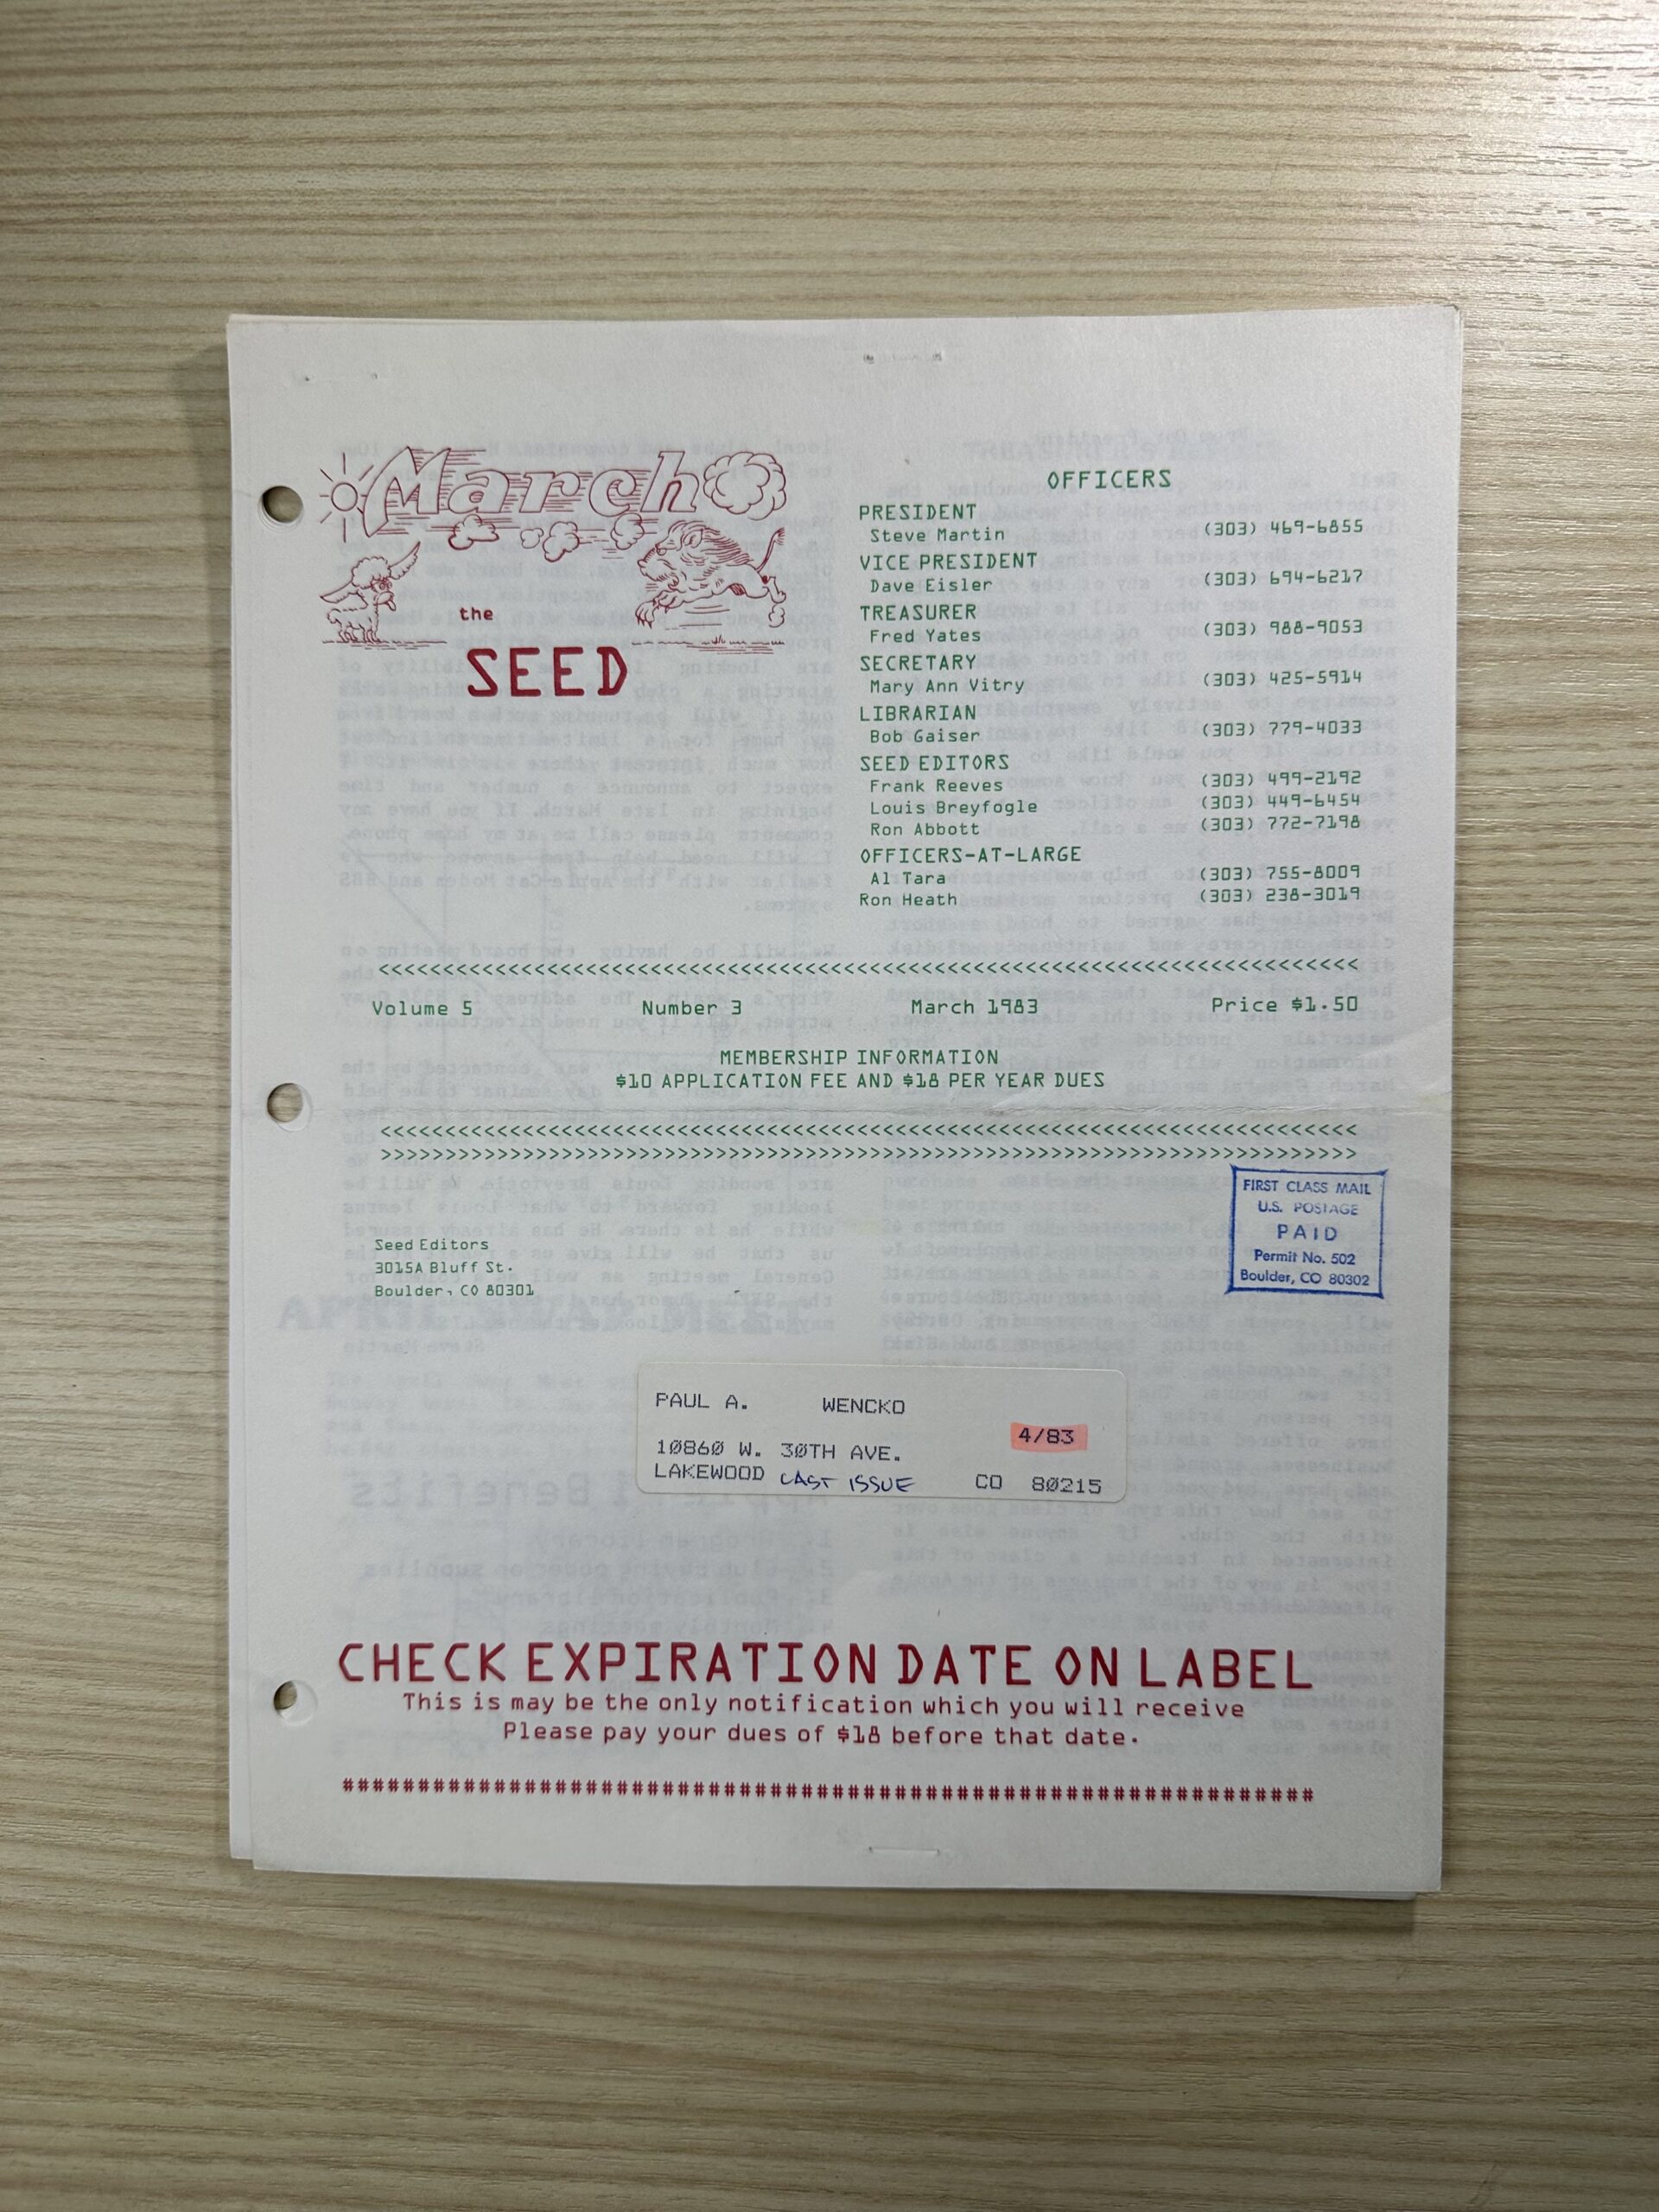 March
the
SEED
OFFICERS
PRESIDENT
Steve Martin (303) 469-6855
VICE PRESIDENT
Dave Eisler (303) 694-6217
TREASURER
Fred Yates (303) 988-9053
SECRETARY
Mary Ann Vitry (303) 425-5914
LIBRARIAN
Bob Gaiser (303) 779-4033
SEED EDITORS
Frank Reeves (303) 499-2192
Louis Breyfogle (303) 449-6454
Ron Abbott (303) 772-7198
OFFICERS-AT-LARGE
Al Tara (303) 755-8009
Ron Heath (303) 238-3019
Volume 5 Number 3 March 1983 Price $1.50
MEMBERSHIP INFORMATION
$10 APPLICATION FEE AND $18 PER YEAR DUES
FIRST CLASS MAIL
U.S. POSTAGE
PAID
Permit No. 502
Boulder, CO 80302
Seed Editors
3015A Bluff St.
Boulder, CO 80301
PAUL A. WENCKO
4/83
10860 W. 30TH AVE.
LAKEWOOD LAST ISSUE CO 80215
CHECK EXPIRATION DATE ON LABEL
This is may be the only notification which you will receive
Please pay your dues of $18 before that date.